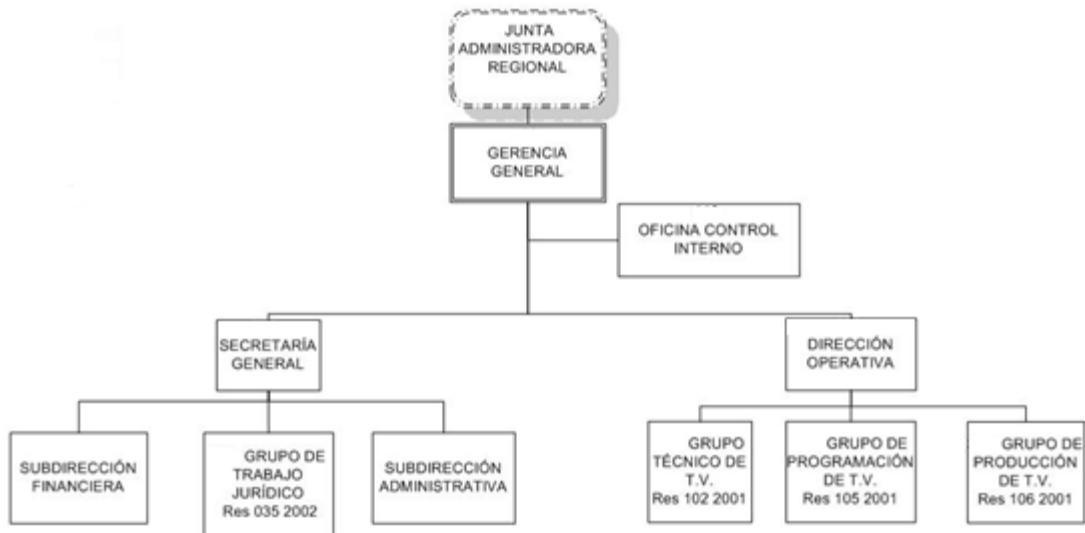 JUNTA
ADMINISTRADORA
REGIONAL
GERENCIA
GENERAL
OFICINA CONTROL
INTERNO
SECRETARÍA
GENERAL
DIRECCIÓN
OPERATIVA
SUBDIRECCIÓN
FINANCIERA
GRUPO DE
TRABAJO
JURÍDICO
Res 035 2002
SUBDIRECCIÓN
ADMINISTRATIVA
GRUPO
TÉCNICO DE
T.V.
Res 102 2001
GRUPO DE
PROGRAMACIÓN
DE T.V.
Res 105 2001
GRUPO DE
PRODUCCIÓN
DE T.V.
Res 106 2001